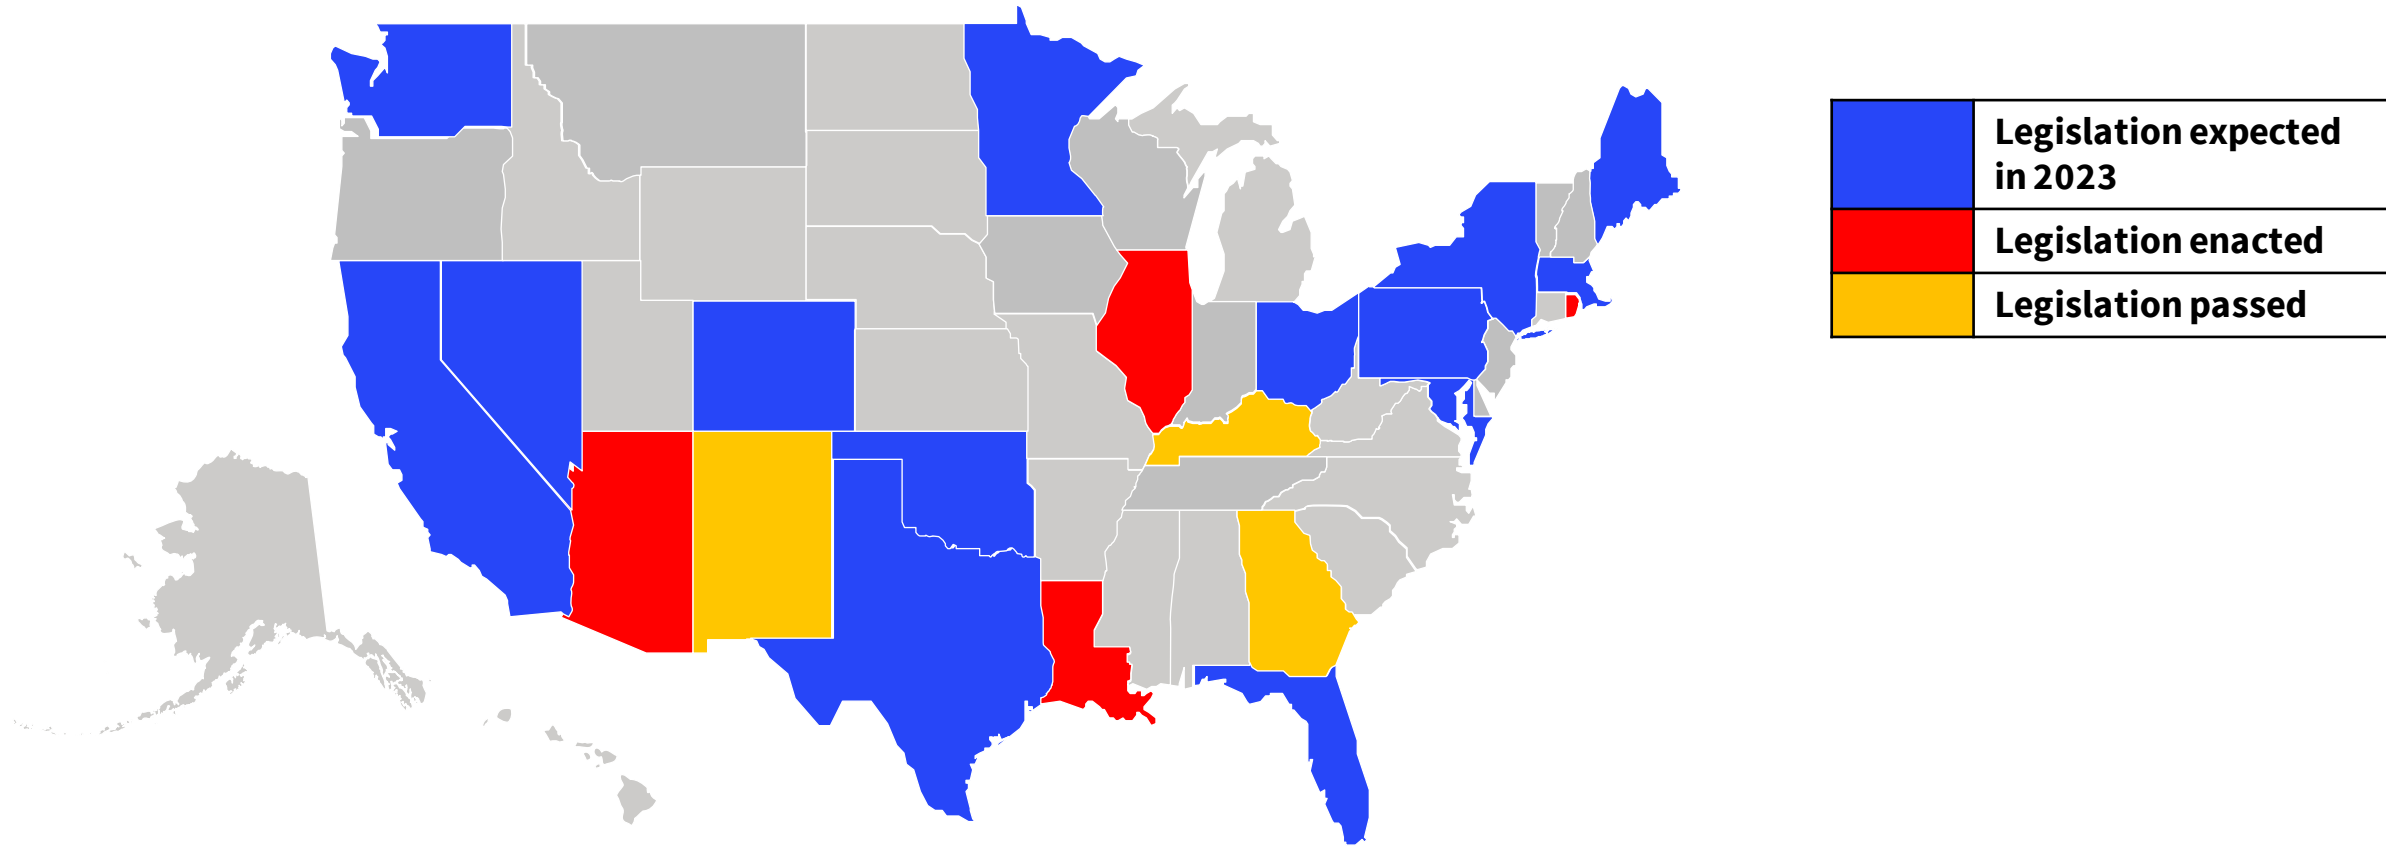 Legislation expected
in 2023
Legislation enacted
Legislation passed